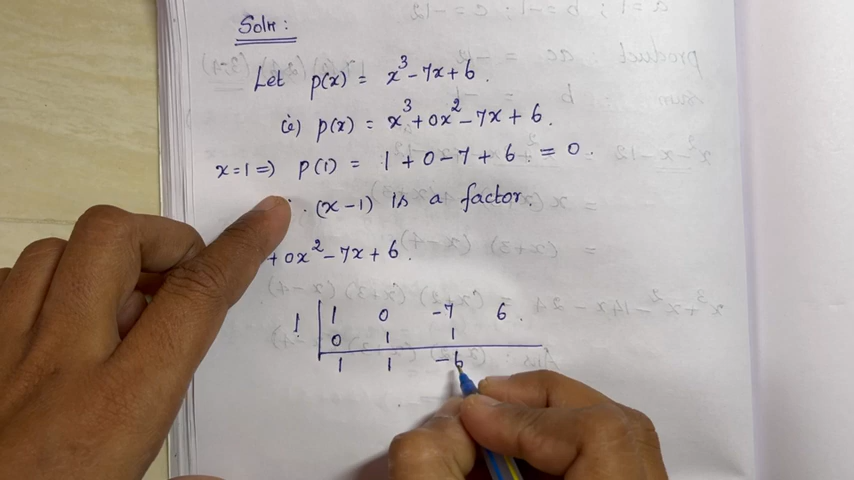 Soln:
Let p(x) = x³ - 7x + 6.
(ie) p(x) = x³ + 0x² - 7x + 6.
x = 1 ⇒ p(1) = 1 + 0 - 7 + 6 = 0.
(x - 1) is a factor.
+ 0x² - 7x + 6.
1 | 1 0 -7 6.
0 1 1
1 1 -6